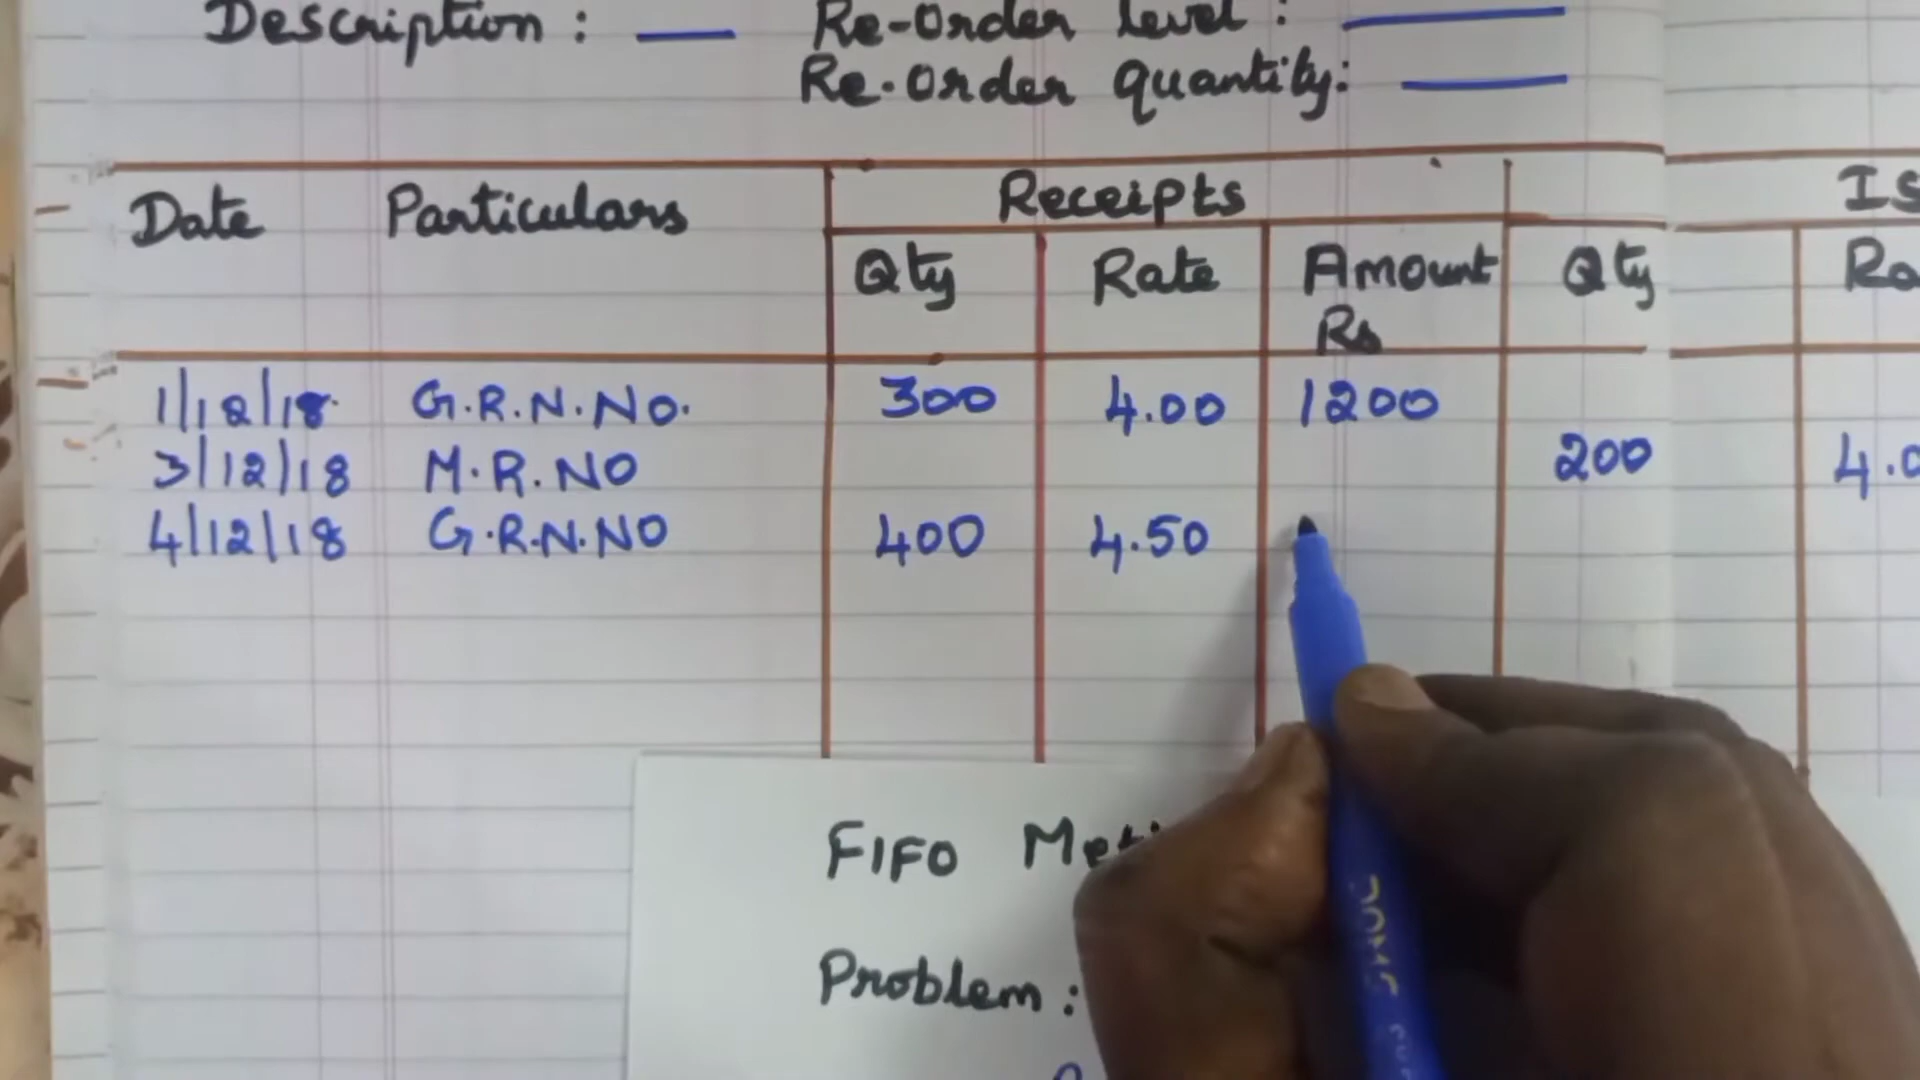 Description : Re-Order level :
Re-Order quantity:
Date Particulars Receipts
Qty Rate Amount Qty
Rs
1/12/18 G.R.N.No. 300 4.00 1200
3/12/18 M.R.NO 200
4/12/18 G.R.N.NO 400 4.50
FIFO
Problem :